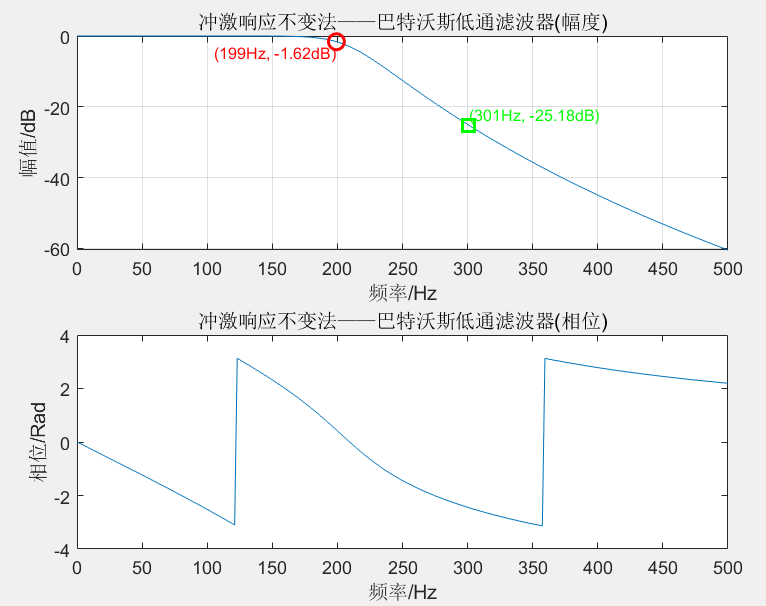 冲激响应不变法——巴特沃斯低通滤波器(幅度)
幅值/dB
0
-20
-40
-60
(199Hz, -1.62dB)
(301Hz, -25.18dB)
0 50 100 150 200 250 300 350 400 450 500
频率/Hz
冲激响应不变法——巴特沃斯低通滤波器(相位)
相位/Rad
4
2
0
-2
-4
0 50 100 150 200 250 300 350 400 450 500
频率/Hz